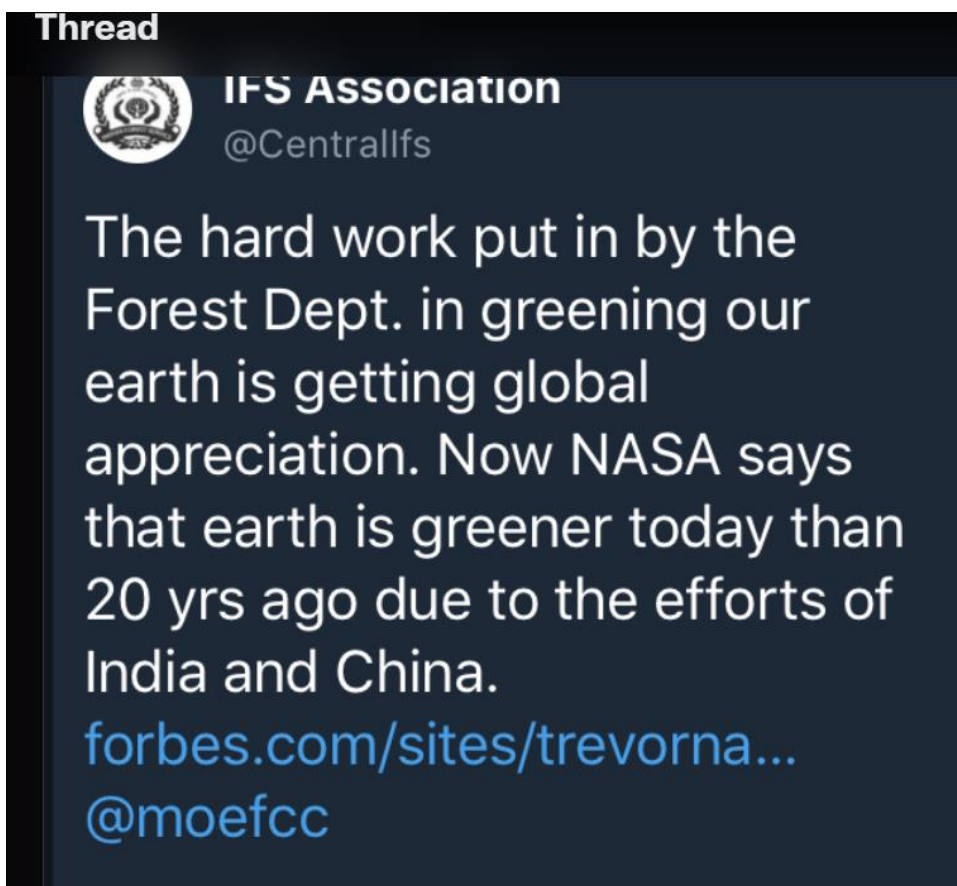 Thread
IFS Association
@CentralIfs
The hard work put in by the
Forest Dept. in greening our
earth is getting global
appreciation. Now NASA says
that earth is greener today than
20 yrs ago due to the efforts of
India and China.
forbes.com/sites/trevorna...
@moefcc